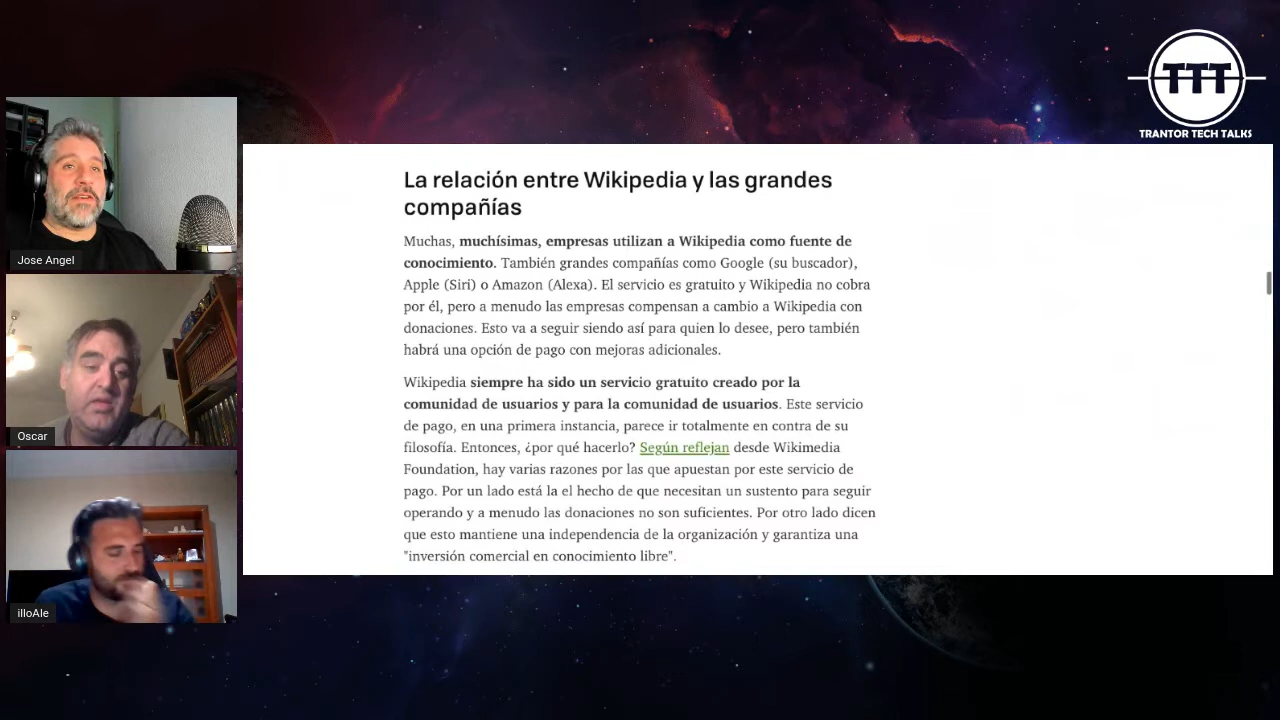 TTT
TRANTOR TECH TALKS
Jose Angel
Oscar
illoAle
La relación entre Wikipedia y las grandes
compañías
Muchas, muchísimas, empresas utilizan a Wikipedia como fuente de
conocimiento. También grandes compañías como Google (su buscador),
Apple (Siri) o Amazon (Alexa). El servicio es gratuito y Wikipedia no cobra
por él, pero a menudo las empresas compensan a cambio a Wikipedia con
donaciones. Esto va a seguir siendo así para quien lo desee, pero también
habrá una opción de pago con mejoras adicionales.
Wikipedia siempre ha sido un servicio gratuito creado por la
comunidad de usuarios y para la comunidad de usuarios. Este servicio
de pago, en una primera instancia, parece ir totalmente en contra de su
filosofía. Entonces, ¿por qué hacerlo? Según reflejan desde Wikimedia
Foundation, hay varias razones por las que apuestan por este servicio de
pago. Por un lado está la el hecho de que necesitan un sustento para seguir
operando y a menudo las donaciones no son suficientes. Por otro lado dicen
que esto mantiene una independencia de la organización y garantiza una
"inversión comercial en conocimiento libre".